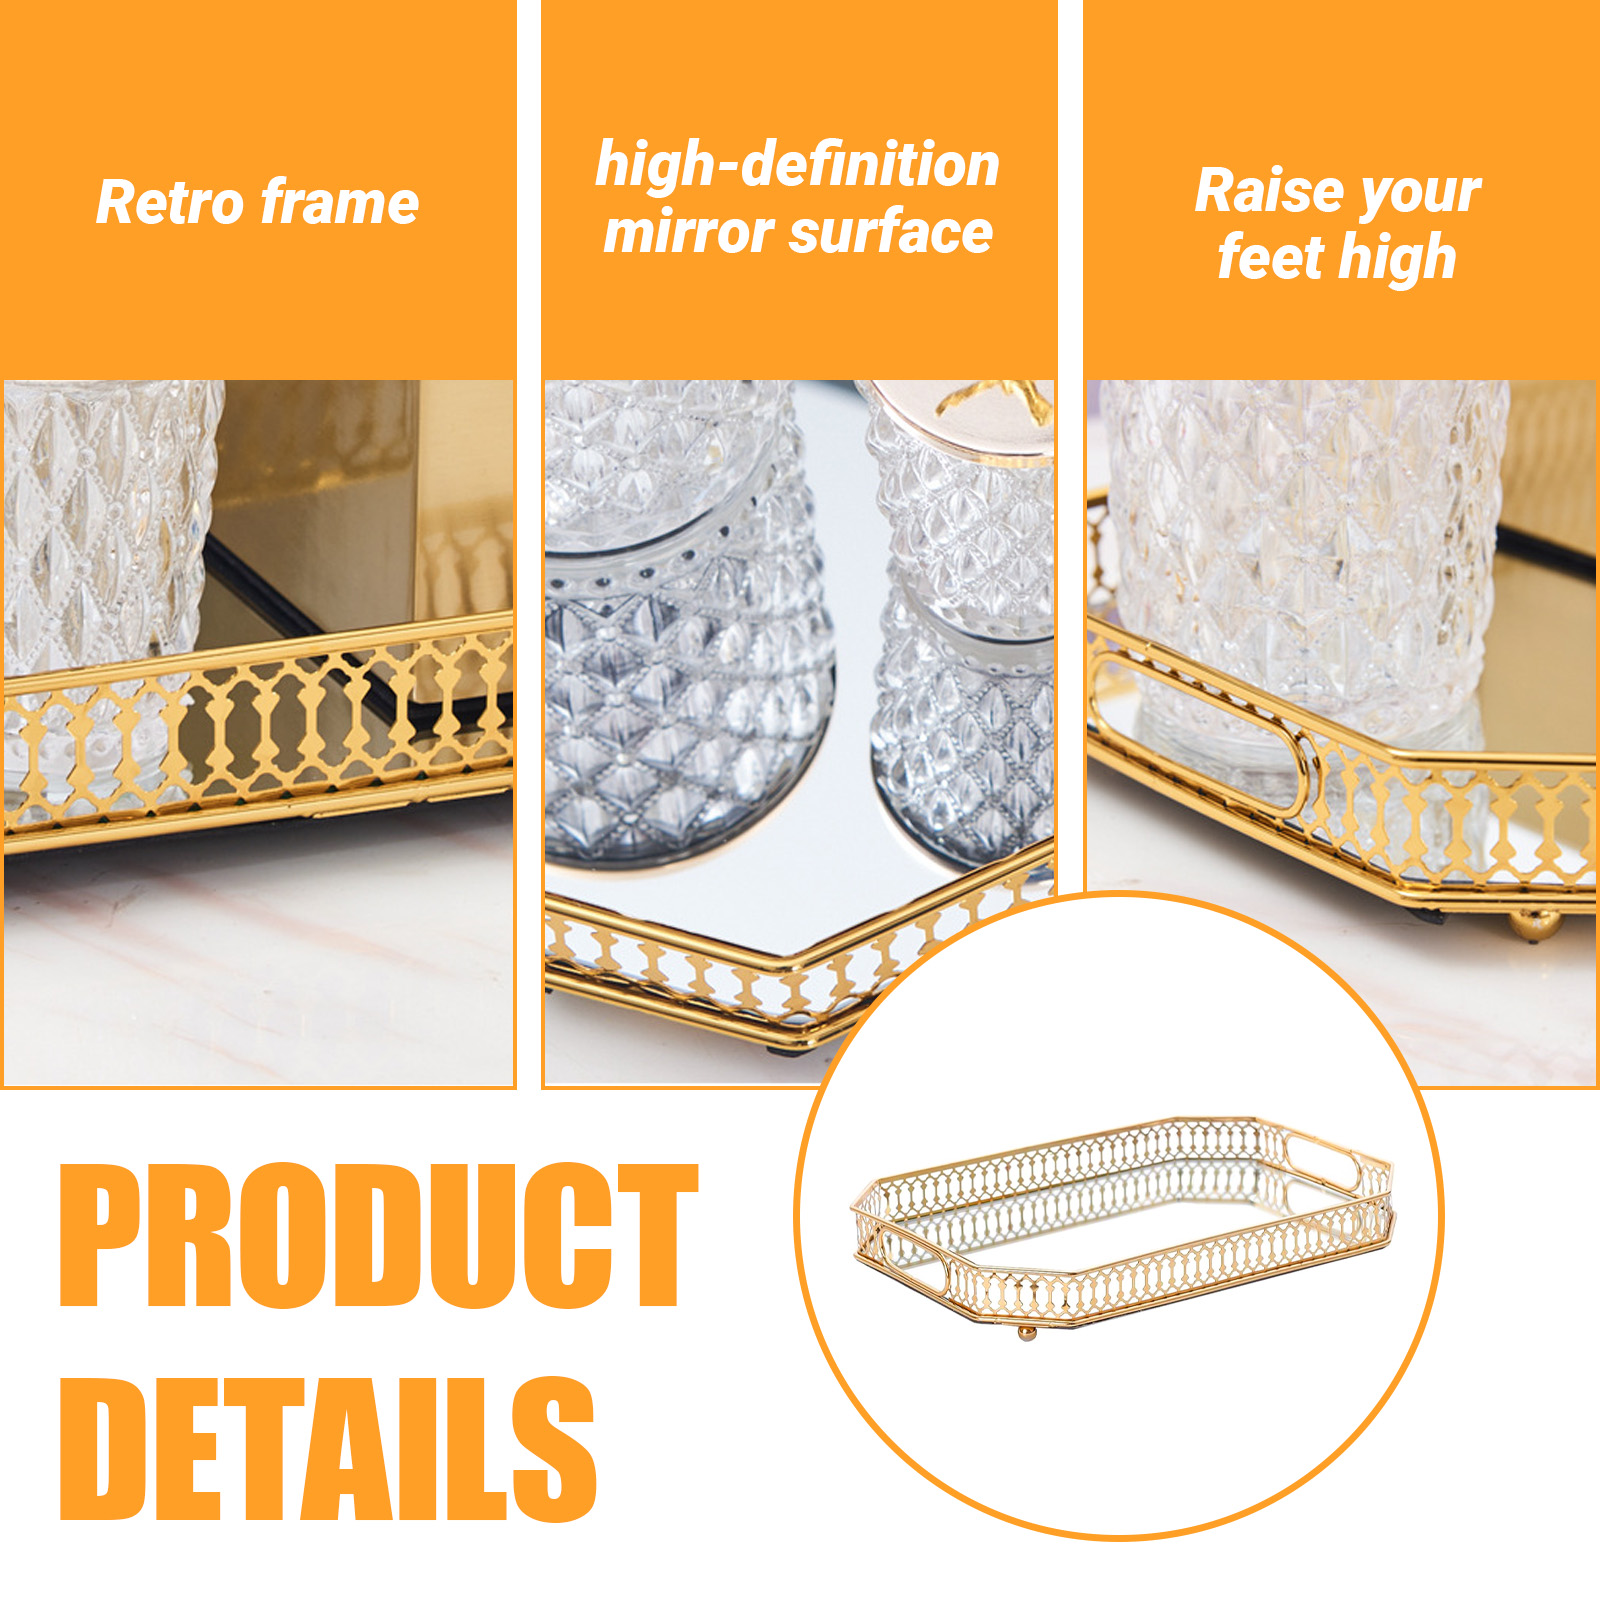 Retro frame
high-definition
mirror surface
Raise your
feet high
PRODUCT
DETAILS